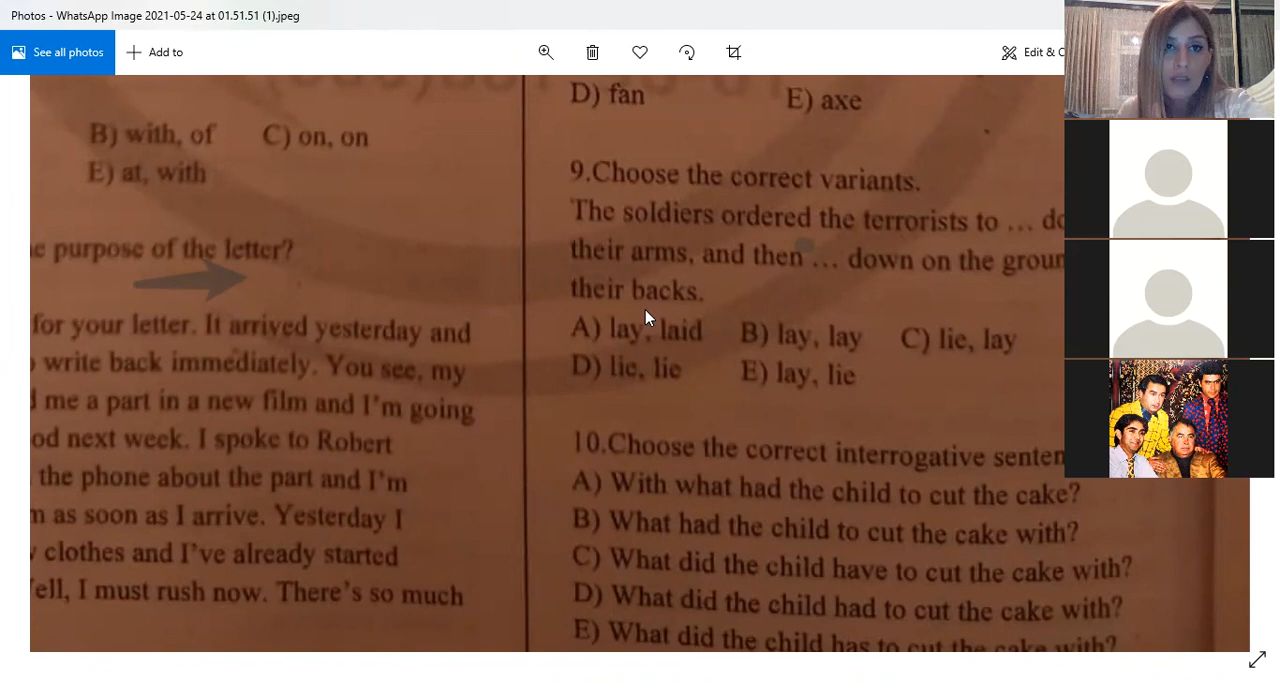 Photos - WhatsApp Image 2021-05-24 at 01.51.51 (1).jpeg
See all photos
Add to
Edit & C
B) with, of C) on, on
E) at, with
e purpose of the letter?
for your letter. It arrived yesterday and
write back immediately. You see, my
me a part in a new film and I'm going
od next week. I spoke to Robert
the phone about the part and I'm
m as soon as I arrive. Yesterday I
clothes and I've already started
ell, I must rush now. There's so much
D) fan E) axe
9.Choose the correct variants.
The soldiers ordered the terrorists to ... do
their arms, and then ... down on the groun
their backs.
A) lay, laid B) lay, lay C) lie, lay
D) lie, lie E) lay, lie
10.Choose the correct interrogative senten
A) With what had the child to cut the cake?
B) What had the child to cut the cake with?
C) What did the child have to cut the cake with?
D) What did the child had to cut the cake with?
E) What did the child has to cut the cake with?